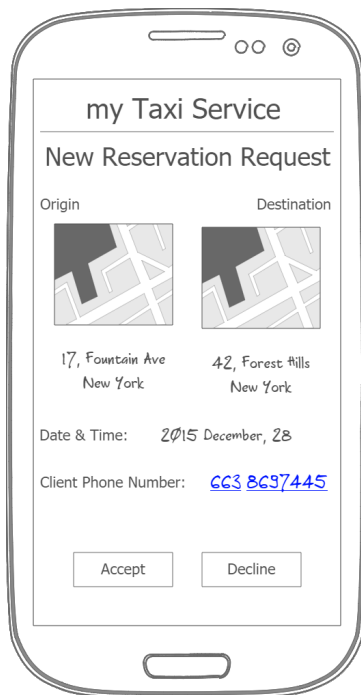 my Taxi Service
New Reservation Request
Origin Destination
17, Fountain Ave
New York
42, Forest Hills
New York
Date & Time: 2015 December, 28
Client Phone Number: 663 8697445
Accept Decline